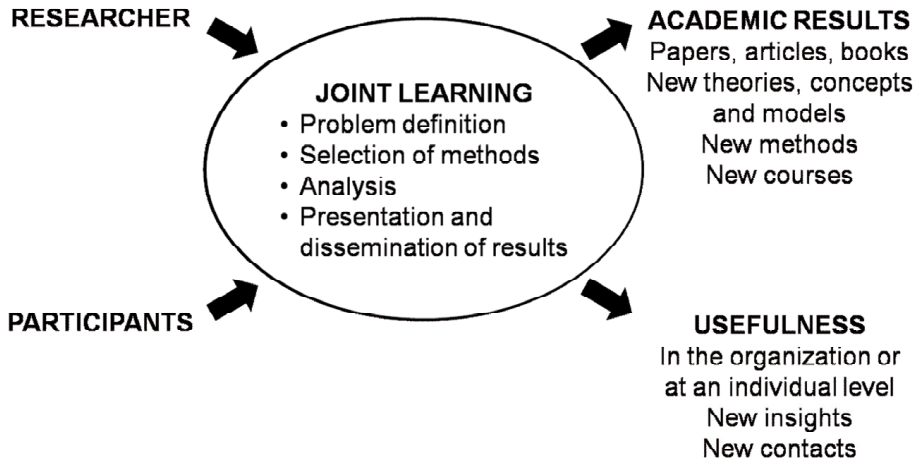 RESEARCHER
JOINT LEARNING
• Problem definition
• Selection of methods
• Analysis
• Presentation and
dissemination of results
PARTICIPANTS
ACADEMIC RESULTS
Papers, articles, books
New theories, concepts
and models
New methods
New courses
USEFULNESS
In the organization or
at an individual level
New insights
New contacts